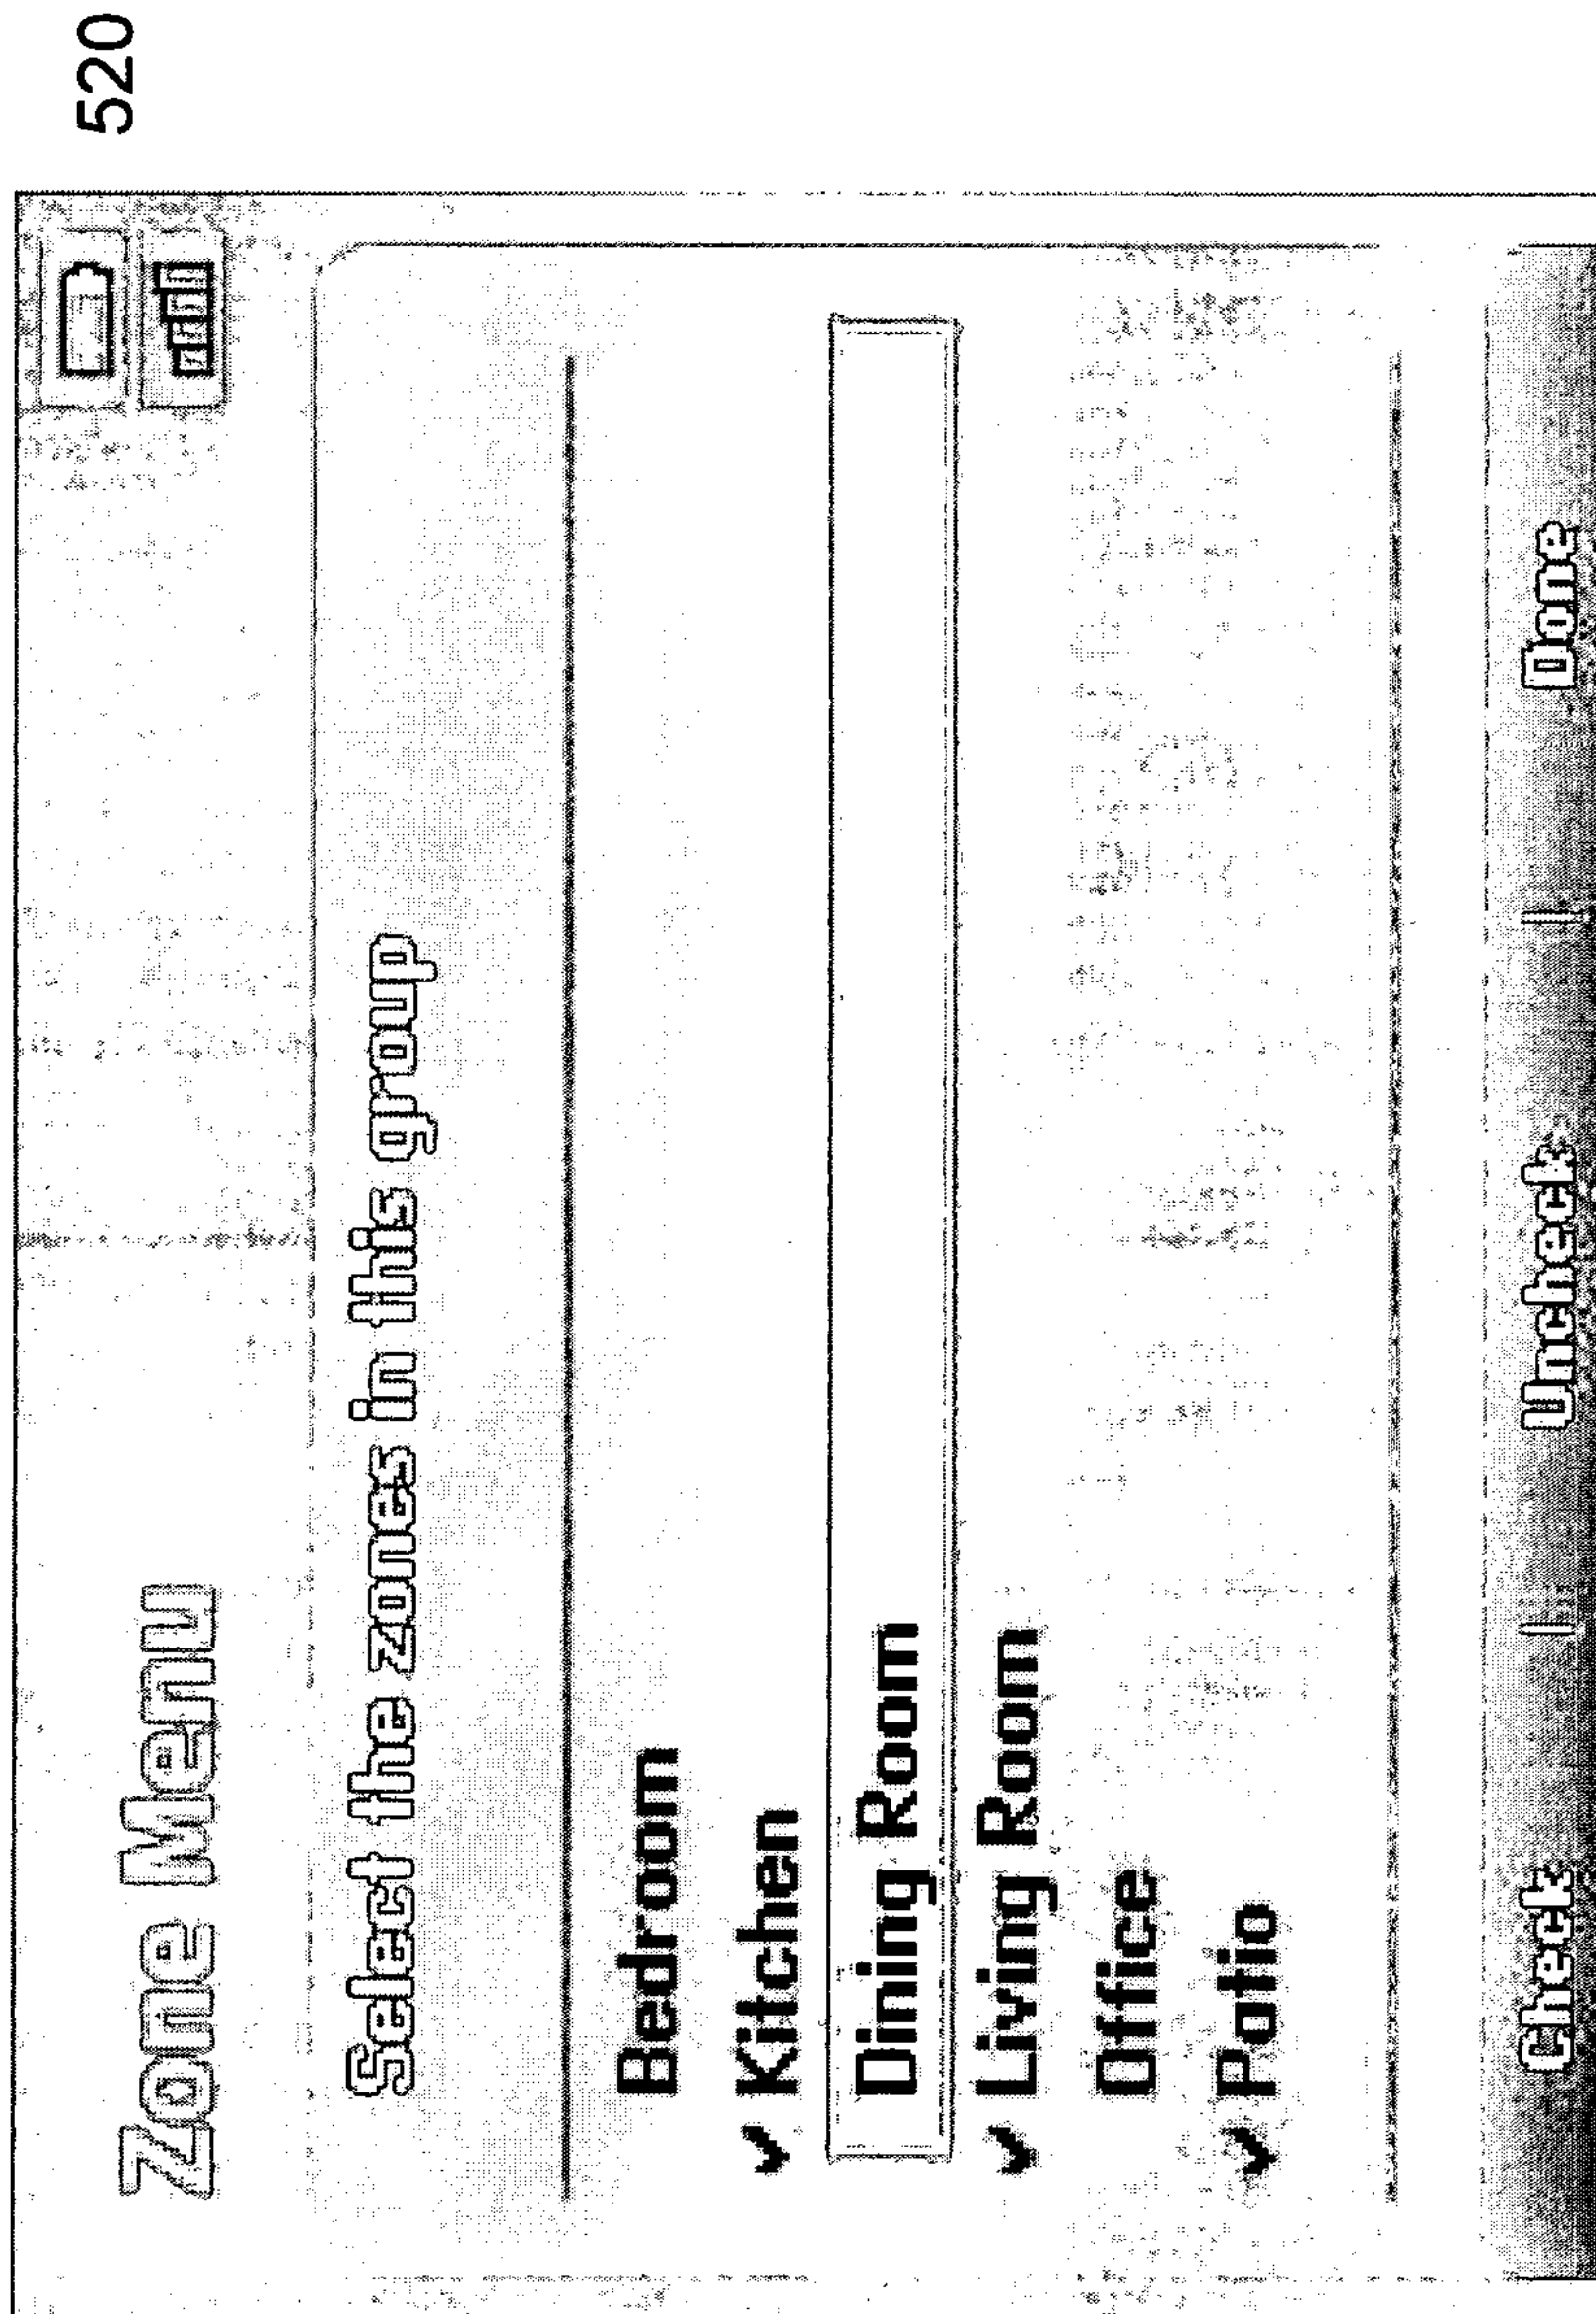 520
Zone Menu
Select the zones in this group
Bedroom
✓ Kitchen
Dining Room
✓ Living Room
Office
✓ Patio
Check | Uncheck | Done